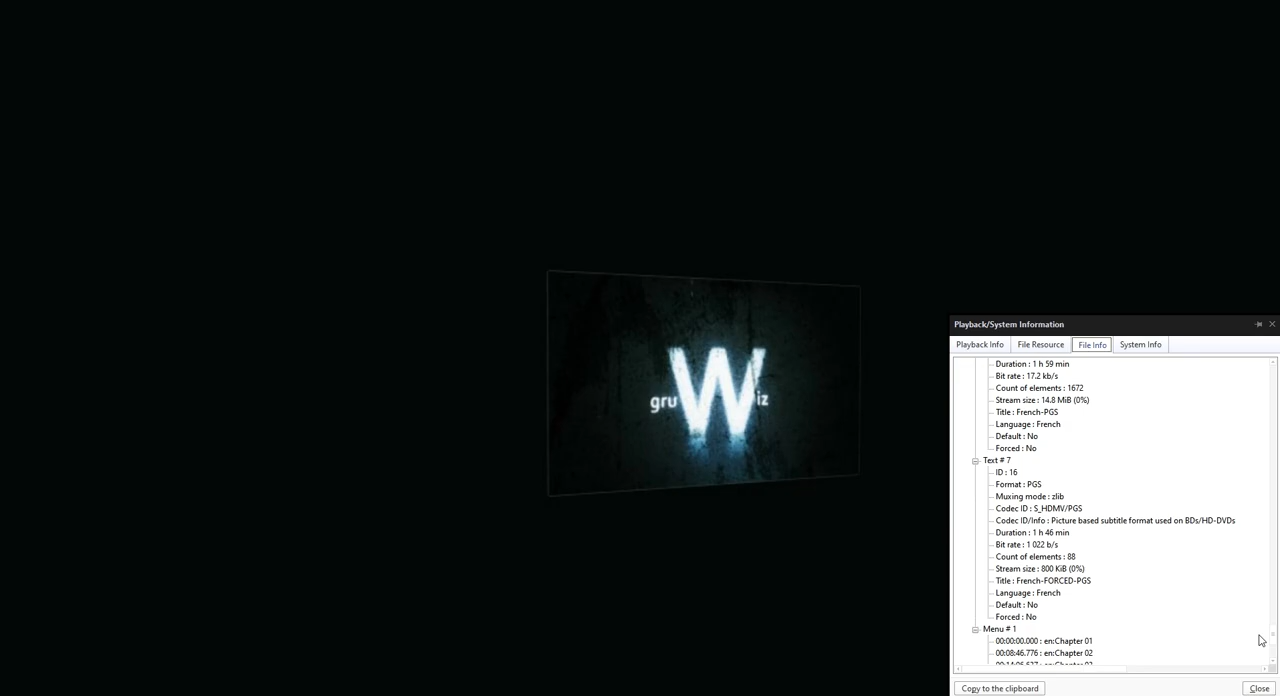 gru W iz
Playback/System Information
Playback Info
File Resource
File Info
System Info
Duration : 1 h 59 min
Bit rate : 17.2 kb/s
Count of elements : 1672
Stream size : 14.8 MiB (0%)
Title : French-PGS
Language : French
Default : No
Forced : No
Text # 7
ID : 16
Format : PGS
Muxing mode : zlib
Codec ID : S_HDMV/PGS
Codec ID/Info : Picture based subtitle format used on BDs/HD-DVDs
Duration : 1 h 46 min
Bit rate : 1 022 b/s
Count of elements : 88
Stream size : 800 KiB (0%)
Title : French-FORCED-PGS
Language : French
Default : No
Forced : No
Menu # 1
00:00:00.000 : en:Chapter 01
00:08:46.776 : en:Chapter 02
Copy to the clipboard
Close